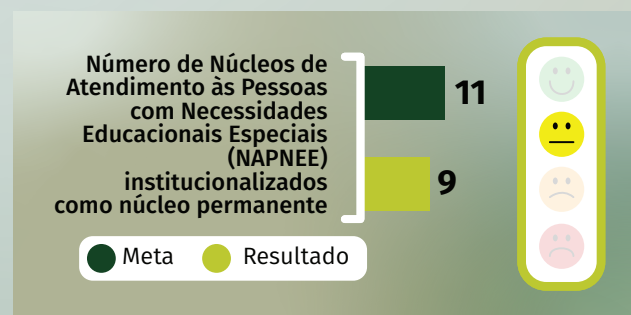 Número de Núcleos de
Atendimento às Pessoas
com Necessidades
Educacionais Especiais
(NAPNEE)
institucionalizados
como núcleo permanente
11
9
Meta
Resultado